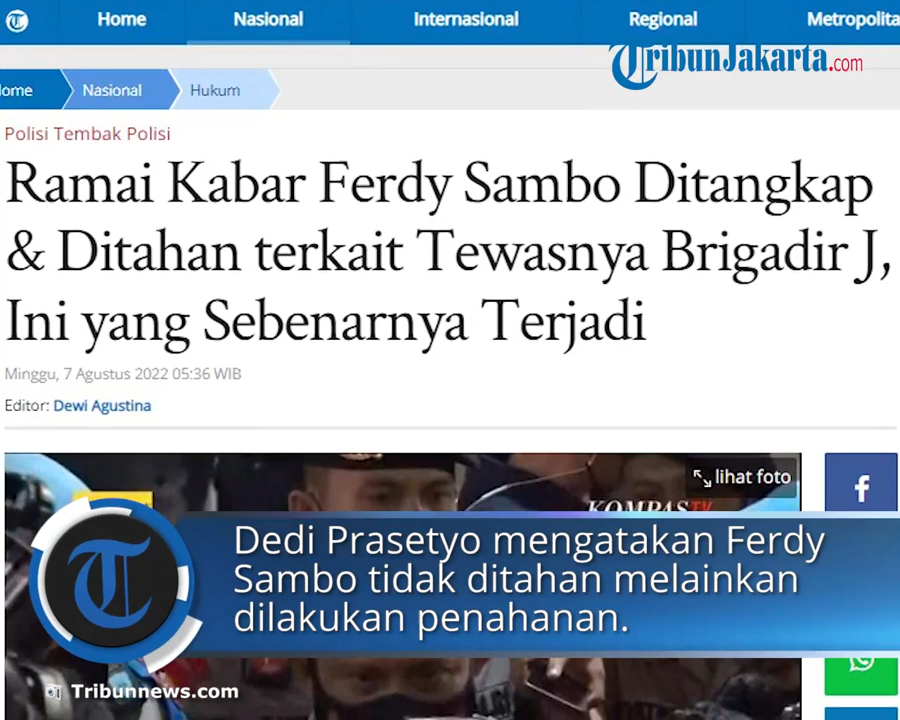 Home Nasional Internasional Regional Metropolita
TribunJakarta.com
ome Nasional Hukum
Polisi Tembak Polisi
Ramai Kabar Ferdy Sambo Ditangkap
& Ditahan terkait Tewasnya Brigadir J,
Ini yang Sebenarnya Terjadi
Minggu, 7 Agustus 2022 05:36 WIB
Editor: Dewi Agustina
lihat foto
KOMPAS TV
Dedi Prasetyo mengatakan Ferdy
Sambo tidak ditahan melainkan
dilakukan penahanan.
Tribunnews.com